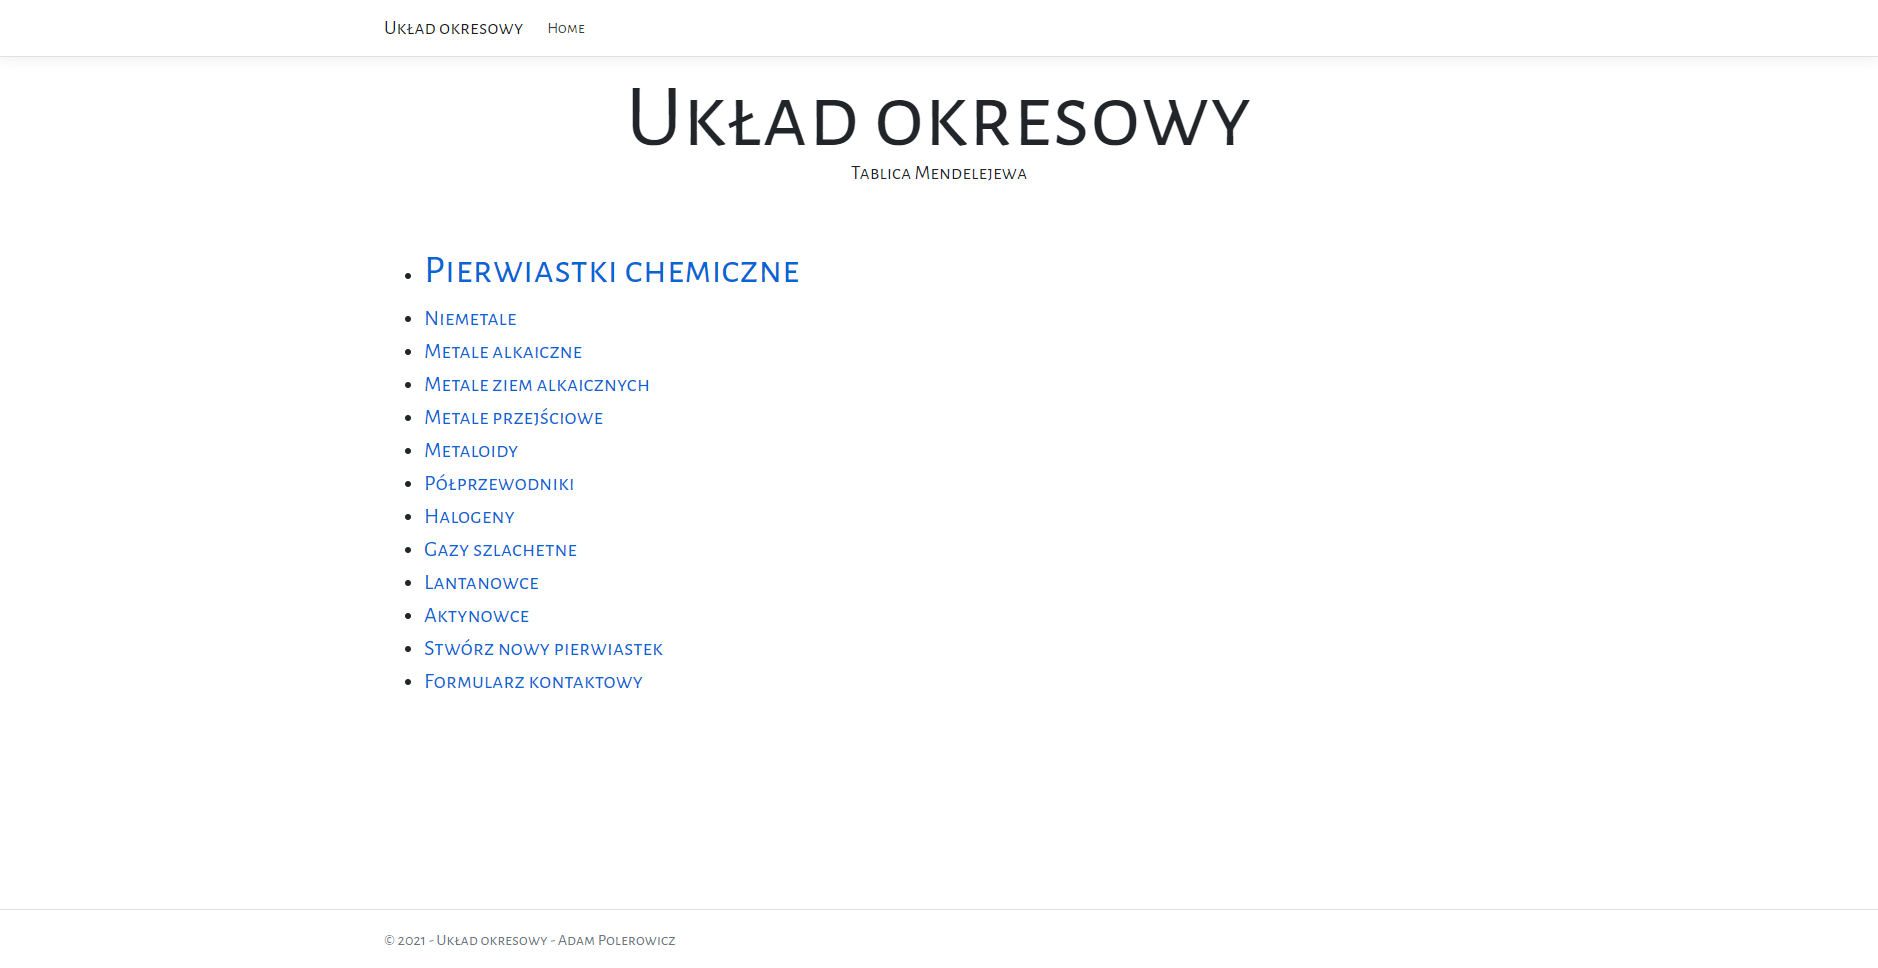 Układ okresowy Home
Układ okresowy
Tablica Mendelejewa
Pierwiastki chemiczne
Niemetale
Metale alkaiczne
Metale ziem alkaicznych
Metale przejściowe
Metaloidy
Półprzewodniki
Halogeny
Gazy szlachetne
Lantanowce
Aktynowce
Stwórz nowy pierwiastek
Formularz kontaktowy
© 2021 - Układ okresowy - Adam Polerowicz